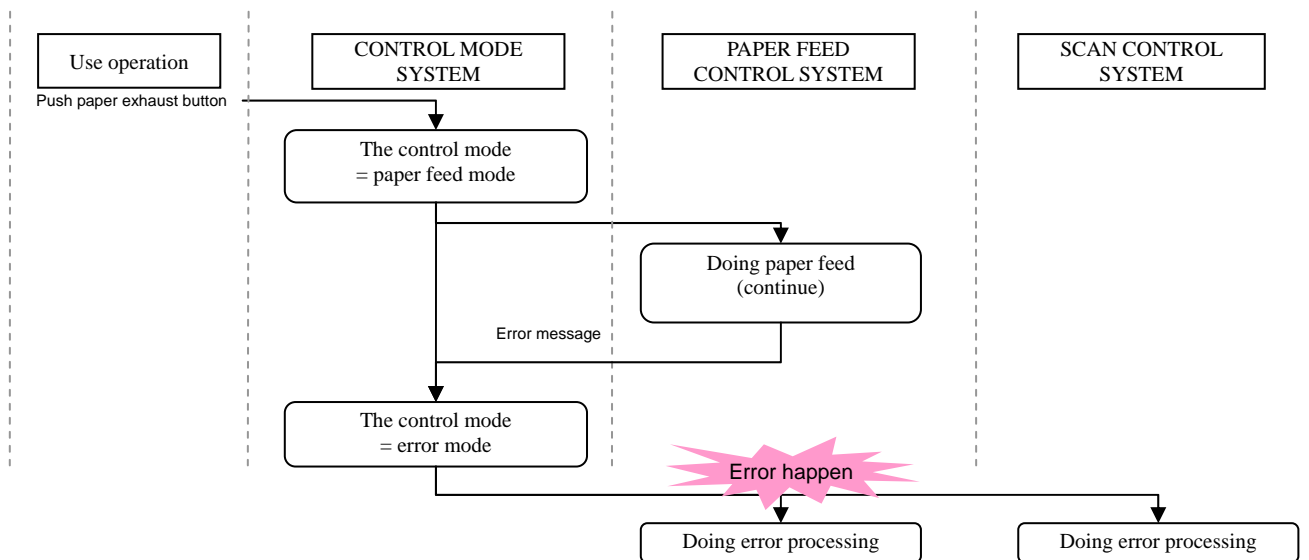 Use operation
CONTROL MODE
SYSTEM
PAPER FEED
CONTROL SYSTEM
SCAN CONTROL
SYSTEM
Push paper exhaust button
The control mode
= paper feed mode
Doing paper feed
(continue)
Error message
The control mode
= error mode
Error happen
Doing error processing
Doing error processing